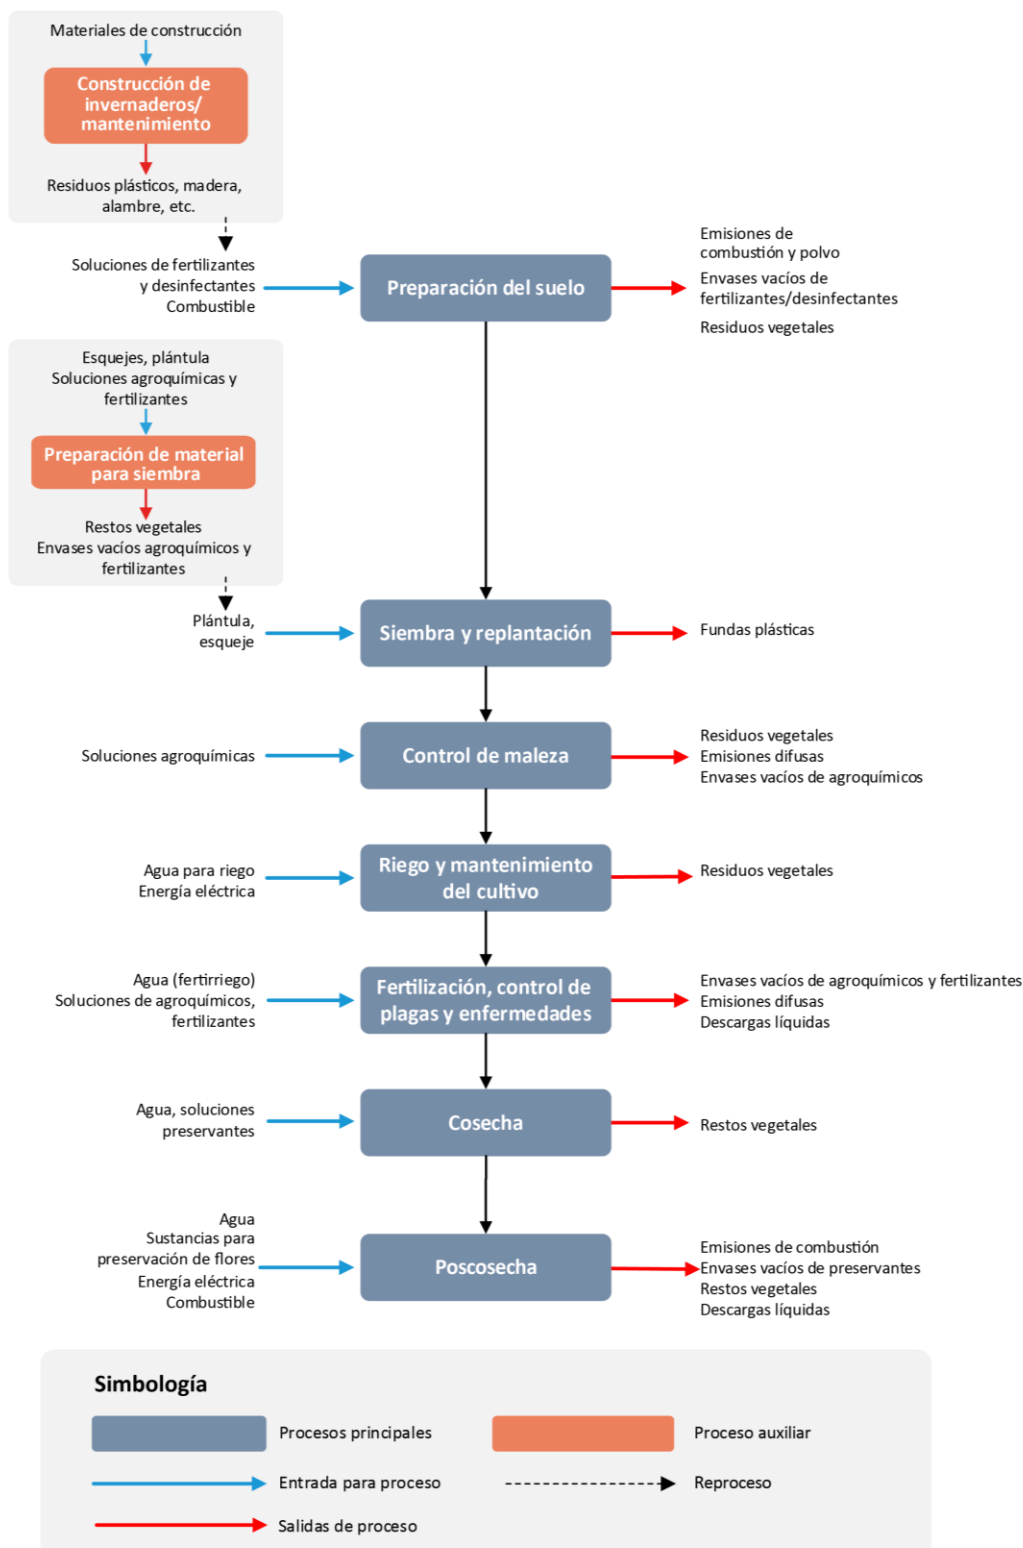 Materiales de construcción
Construcción de
invernaderos/
mantenimiento
Residuos plásticos, madera,
alambre, etc.
Soluciones de fertilizantes
y desinfectantes
Combustible
Preparación del suelo
Emisiones de
combustión y polvo
Envases vacíos de
fertilizantes/desinfectantes
Residuos vegetales
Esquejes, plántula
Soluciones agroquímicas y
fertilizantes
Preparación de material
para siembra
Restos vegetales
Envases vacíos agroquímicos y
fertilizantes
Plántula,
esqueje
Siembra y replantación
Fundas plásticas
Soluciones agroquímicas
Control de maleza
Residuos vegetales
Emisiones difusas
Envases vacíos de agroquímicos
Agua para riego
Energía eléctrica
Riego y mantenimiento
del cultivo
Residuos vegetales
Agua (fertirriego)
Soluciones de agroquímicos,
fertilizantes
Fertilización, control de
plagas y enfermedades
Envases vacíos de agroquímicos y fertilizantes
Emisiones difusas
Descargas líquidas
Agua, soluciones
preservantes
Cosecha
Restos vegetales
Agua
Sustancias para
preservación de flores
Energía eléctrica
Combustible
Poscosecha
Emisiones de combustión
Envases vacíos de preservantes
Restos vegetales
Descargas líquidas
Simbología
Procesos principales
Proceso auxiliar
Entrada para proceso
Reproceso
Salidas de proceso